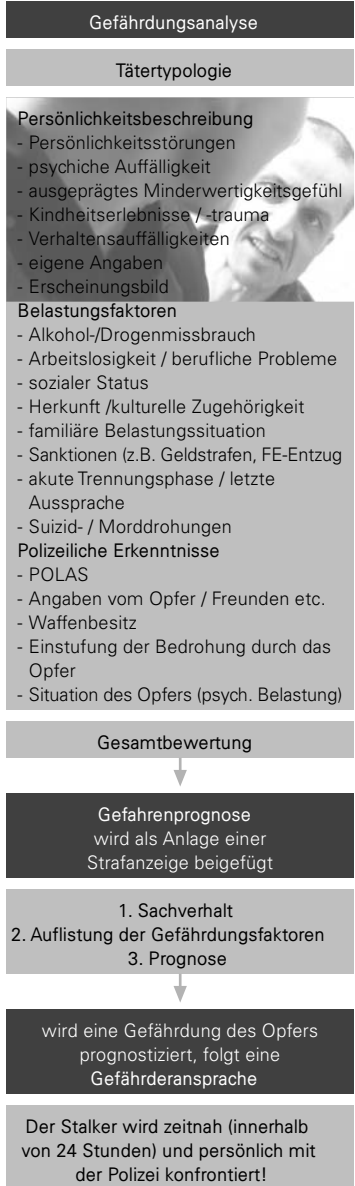 Gefährdungsanalyse
Tätertypologie
Persönlichkeitsbeschreibung
- Persönlichkeitsstörungen
- psychiche Auffälligkeit
- ausgeprägtes Minderwertigkeitsgefühl
- Kindheitserlebnisse / -trauma
- Verhaltensauffälligkeiten
- eigene Angaben
- Erscheinungsbild
Belastungsfaktoren
- Alkohol-/Drogenmissbrauch
- Arbeitslosigkeit / berufliche Probleme
- sozialer Status
- Herkunft /kulturelle Zugehörigkeit
- familiäre Belastungssituation
- Sanktionen (z.B. Geldstrafen, FE-Entzug
- akute Trennungsphase / letzte
Aussprache
- Suizid- / Morddrohungen
Polizeiliche Erkenntnisse
- POLAS
- Angaben vom Opfer / Freunden etc.
- Waffenbesitz
- Einstufung der Bedrohung durch das
Opfer
- Situation des Opfers (psych. Belastung)
Gesamtbewertung
Gefahrenprognose
wird als Anlage einer
Strafanzeige beigefügt
1. Sachverhalt
2. Auflistung der Gefährdungsfaktoren
3. Prognose
wird eine Gefährdung des Opfers
prognostiziert, folgt eine
Gefährderansprache
Der Stalker wird zeitnah (innerhalb
von 24 Stunden) und persönlich mit
der Polizei konfrontiert!